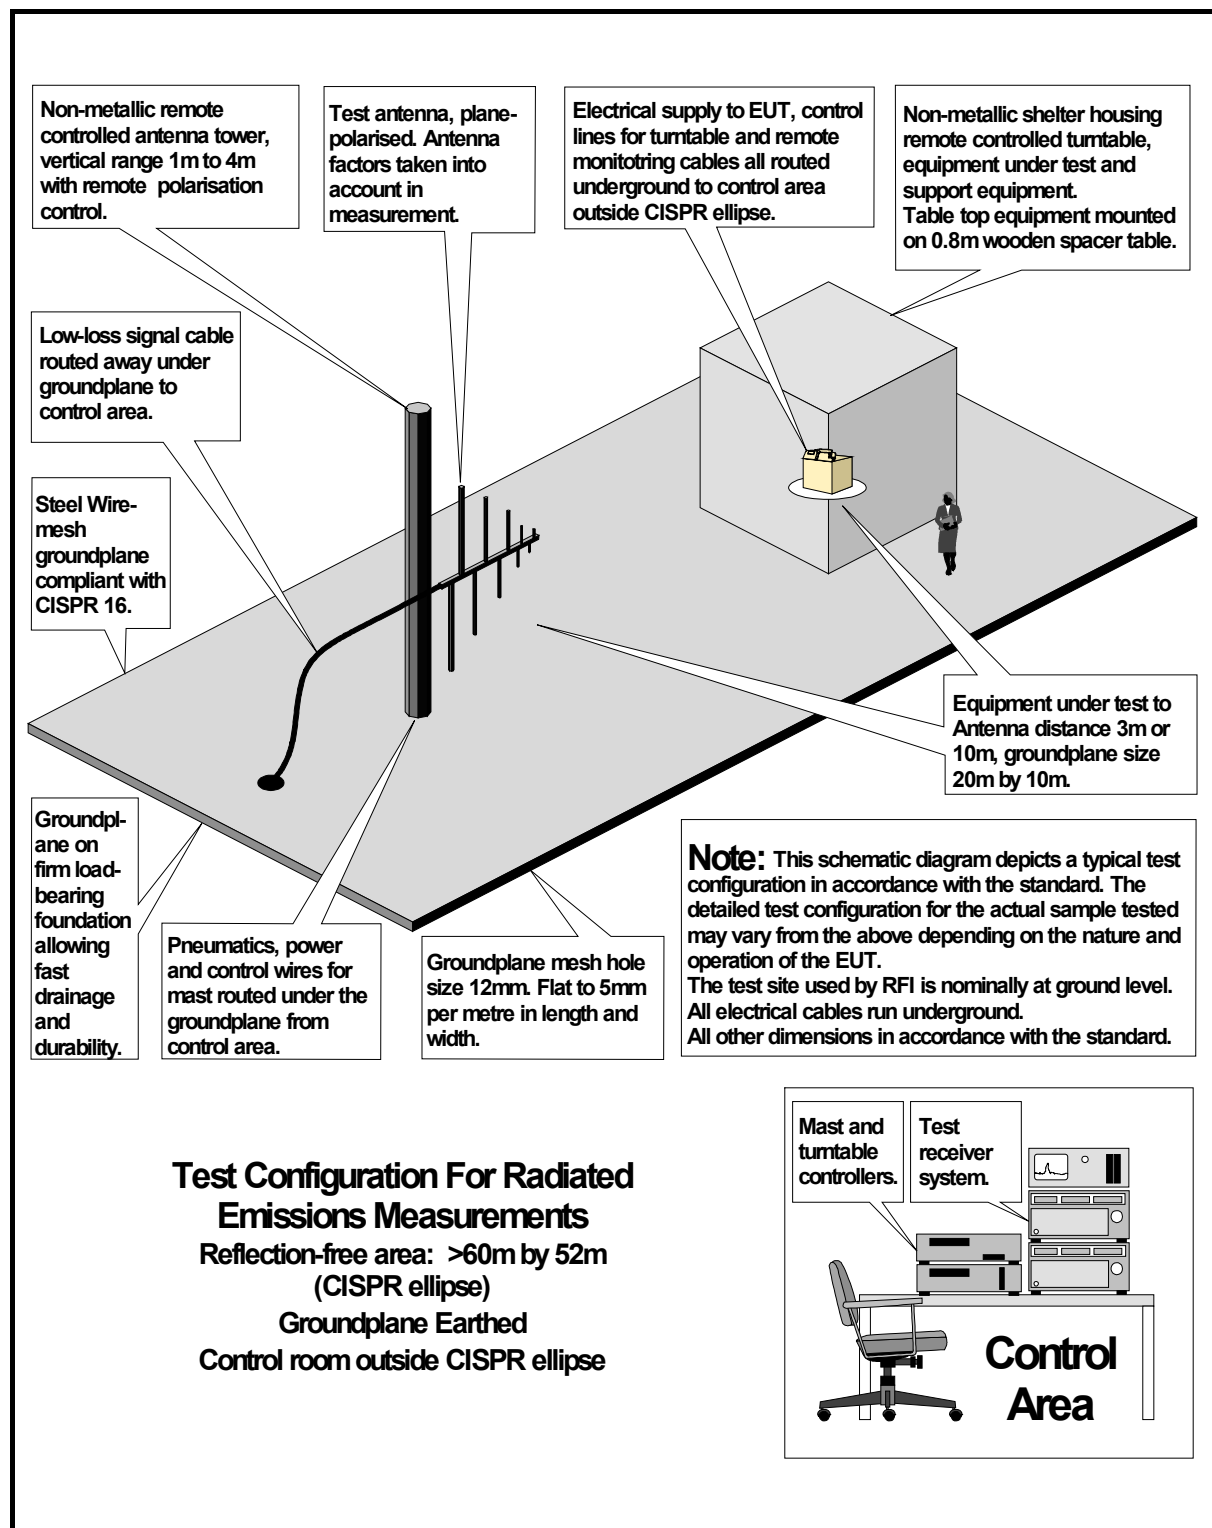 Non-metallic remote
controlled antenna tower,
vertical range 1m to 4m
with remote polarisation
control.
Test antenna, plane-
polarised. Antenna
factors taken into
account in
measurement.
Electrical supply to EUT, control
lines for turntable and remote
monitotring cables all routed
underground to control area
outside CISPR ellipse.
Non-metallic shelter housing
remote controlled turntable,
equipment under test and
support equipment.
Table top equipment mounted
on 0.8m wooden spacer table.
Low-loss signal cable
routed away under
groundplane to
control area.
Steel Wire-
mesh
groundplane
compliant with
CISPR 16.
Equipment under test to
Antenna distance 3m or
10m, groundplane size
20m by 10m.
Groundpl-
ane on
firm load-
bearing
foundation
allowing
fast
drainage
and
durability.
Pneumatics, power
and control wires for
mast routed under the
groundplane from
control area.
Groundplane mesh hole
size 12mm. Flat to 5mm
per metre in length and
width.
Note: This schematic diagram depicts a typical test
configuration in accordance with the standard. The
detailed test configuration for the actual sample tested
may vary from the above depending on the nature and
operation of the EUT.
The test site used by RFI is nominally at ground level.
All electrical cables run underground.
All other dimensions in accordance with the standard.
Test Configuration For Radiated
Emissions Measurements
Reflection-free area: >60m by 52m
(CISPR ellipse)
Groundplane Earthed
Control room outside CISPR ellipse
Mast and
turntable
controllers.
Test
receiver
system.
Control
Area